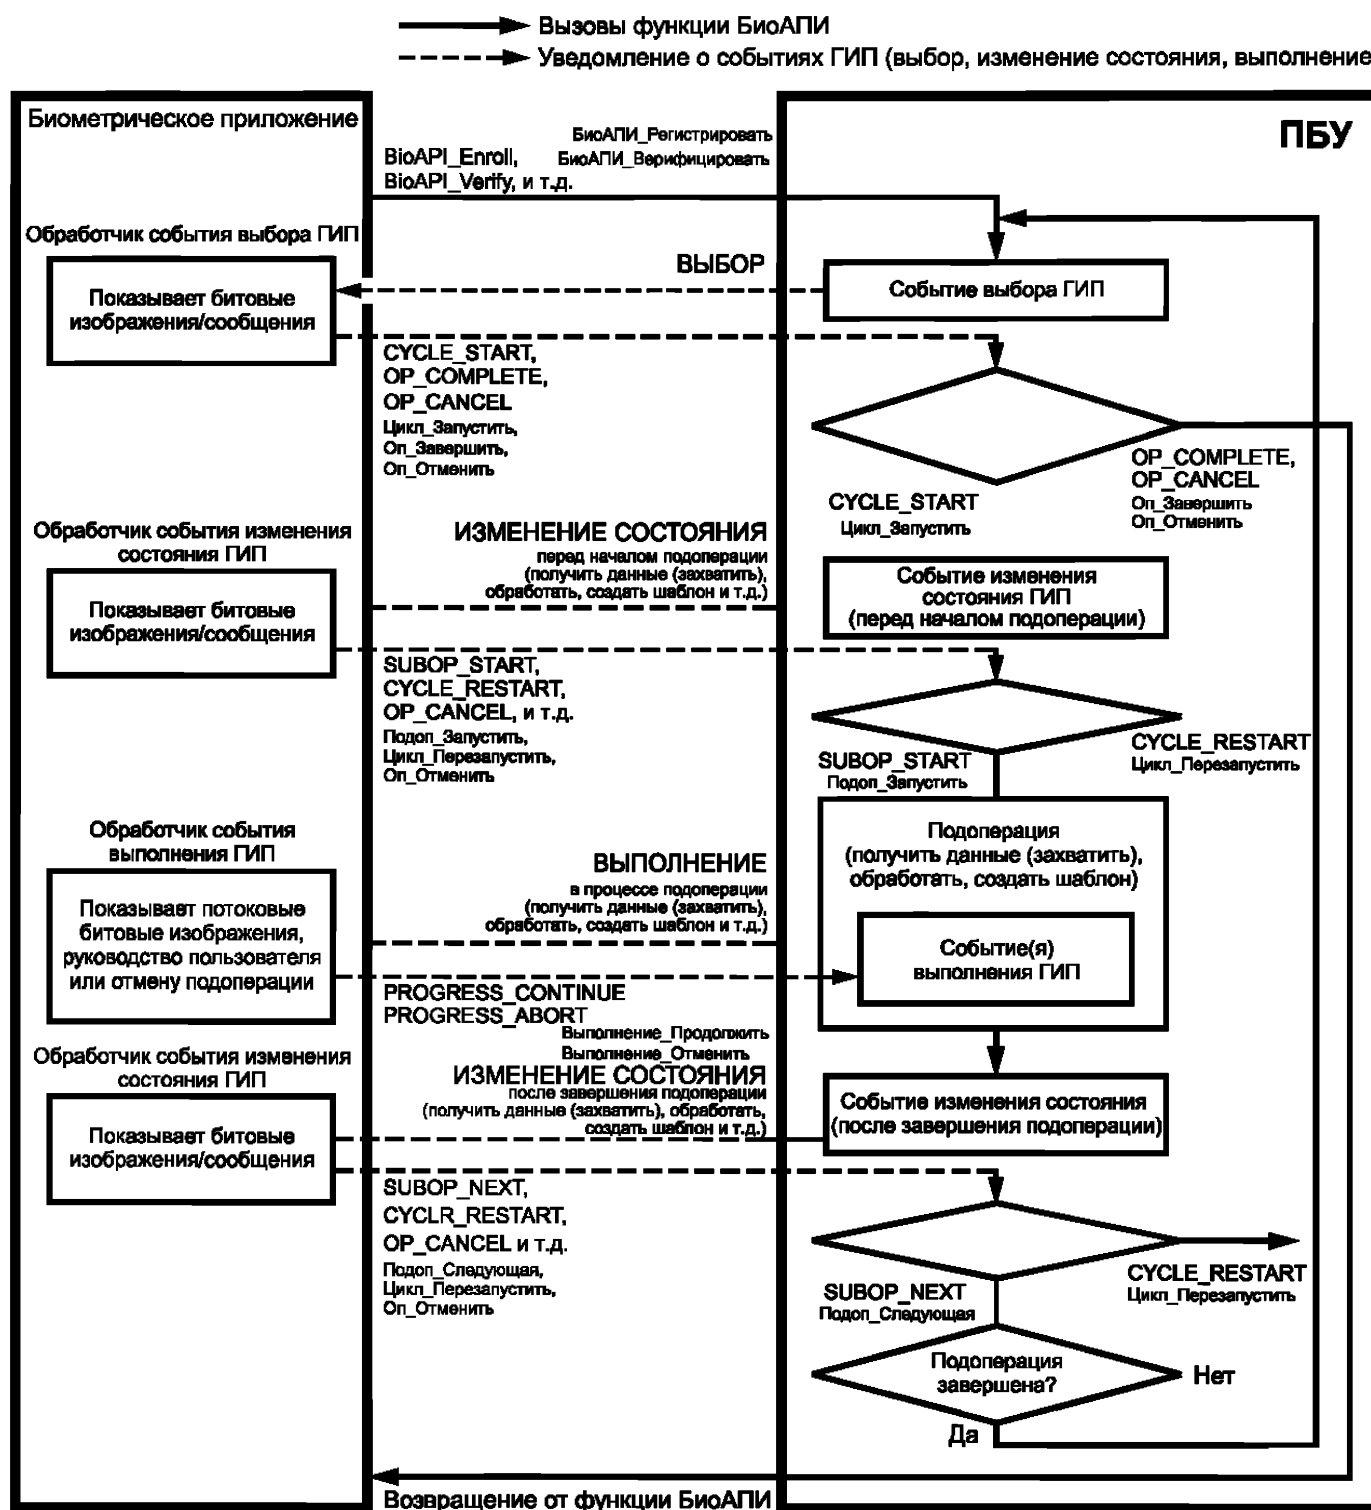 Вызовы функции БиоАПИ
Уведомление о событиях ГИП (выбор, изменение состояния, выполнение
Биометрическое приложение
ПБУ
БиоАПИ_Регистрировать
BioAPI_Enroll,
БиоАПИ_Верифицировать
BioAPI_Verify, и т.д.
Обработчик события выбора ГИП
ВЫБОР
Показывает битовые
изображения/сообщения
Событие выбора ГИП
CYCLE_START,
OP_COMPLETE,
OP_CANCEL
Цикл_Запустить,
Оп_Завершить,
Оп_Отменить
OP_COMPLETE,
OP_CANCEL
Оп_Завершить
Оп_Отменить
CYCLE_START
Цикл_Запустить
Обработчик события изменения
состояния ГИП
ИЗМЕНЕНИЕ СОСТОЯНИЯ
перед началом подоперации
(получить данные (захватить),
обработать, создать шаблон и т.д.)
Показывает битовые
изображения/сообщения
Событие изменения
состояния ГИП
(перед началом подоперации)
SUBOP_START,
CYCLE_RESTART,
OP_CANCEL, и т.д.
Подоп_Запустить,
Цикл_Перезапустить,
Оп_Отменить
CYCLE_RESTART
Цикл_Перезапустить
SUBOP_START
Подоп_Запустить
Обработчик события
выполнения ГИП
ВЫПОЛНЕНИЕ
в процессе подоперации
(получить данные (захватить),
обработать, создать шаблон и т.д.)
Подоперация
(получить данные (захватить),
обработать, создать шаблон)
Показывает потоковые
битовые изображения,
руководство пользователя
или отмену подоперации
Событие(я)
выполнения ГИП
PROGRESS_CONTINUE
PROGRESS_ABORT
Выполнение_Продолжить
Выполнение_Отменить
Обработчик события изменения
состояния ГИП
ИЗМЕНЕНИЕ СОСТОЯНИЯ
после завершения подоперации
(получить данные (захватить), обработать,
создать шаблон и т.д.)
Показывает битовые
изображения/сообщения
Событие изменения состояния
(после завершения подоперации)
SUBOP_NEXT,
CYCLR_RESTART,
OP_CANCEL и т.д.
Подоп_Следующая,
Цикл_Перезапустить,
Оп_Отменить
CYCLE_RESTART
Цикл_Перезапустить
SUBOP_NEXT
Подоп_Следующая
Подоперация
завершена?
Нет
Да
Возвращение от функции БиоАПИ